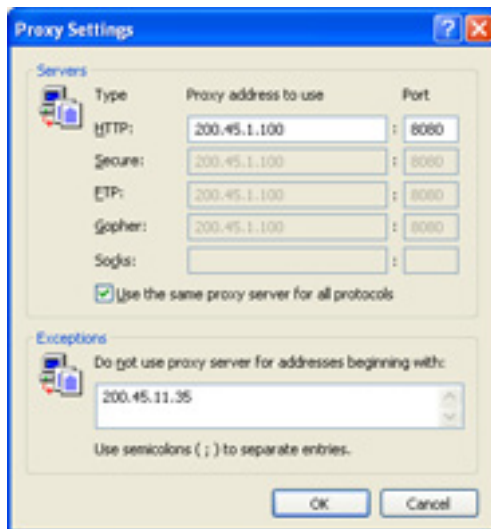 Proxy Settings
Servers
Type Proxy address to use Port
HTTP: 200.45.1.100 : 8080
Secure: 200.45.1.100 : 8080
FTP: 200.45.1.100 : 8080
Gopher: 200.45.1.100 : 8080
Socks: :
Use the same proxy server for all protocols
Exceptions
Do not use proxy server for addresses beginning with:
200.45.11.35
Use semicolons ( ; ) to separate entries.
OK Cancel